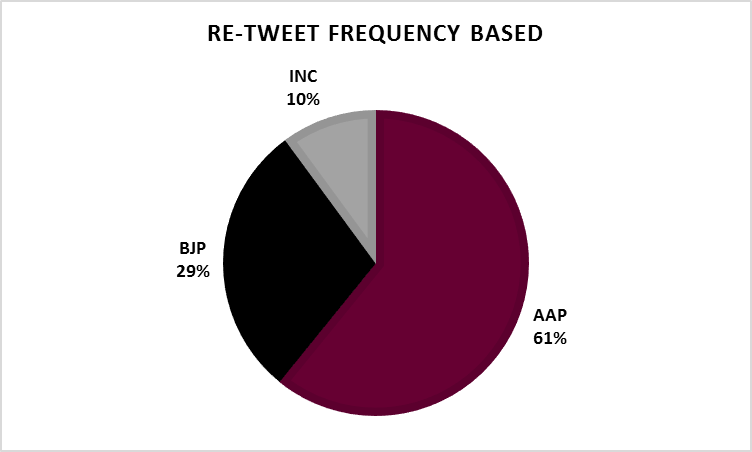 RE-TWEET FREQUENCY BASED
INC
10%
BJP
29%
AAP
61%